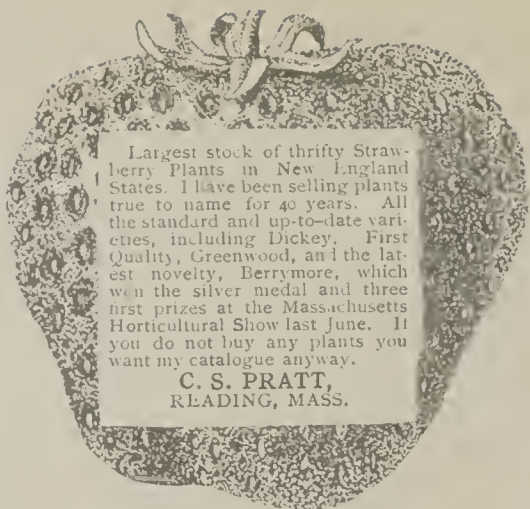 Largest stock of thrifty Straw-
berry Plants in New England
States. I have been selling plants
true to name for 40 years. All
the standard and up-to-date vari-
eties, including Dickey. First
Quality, Greenwood, and the lat-
est novelty, Berrymore, which
won the silver medal and three
first prizes at the Massachusetts
Horticultural Show last June. If
you do not buy any plants you
want my catalogue anyway.
C. S. PRATT,
READING, MASS.